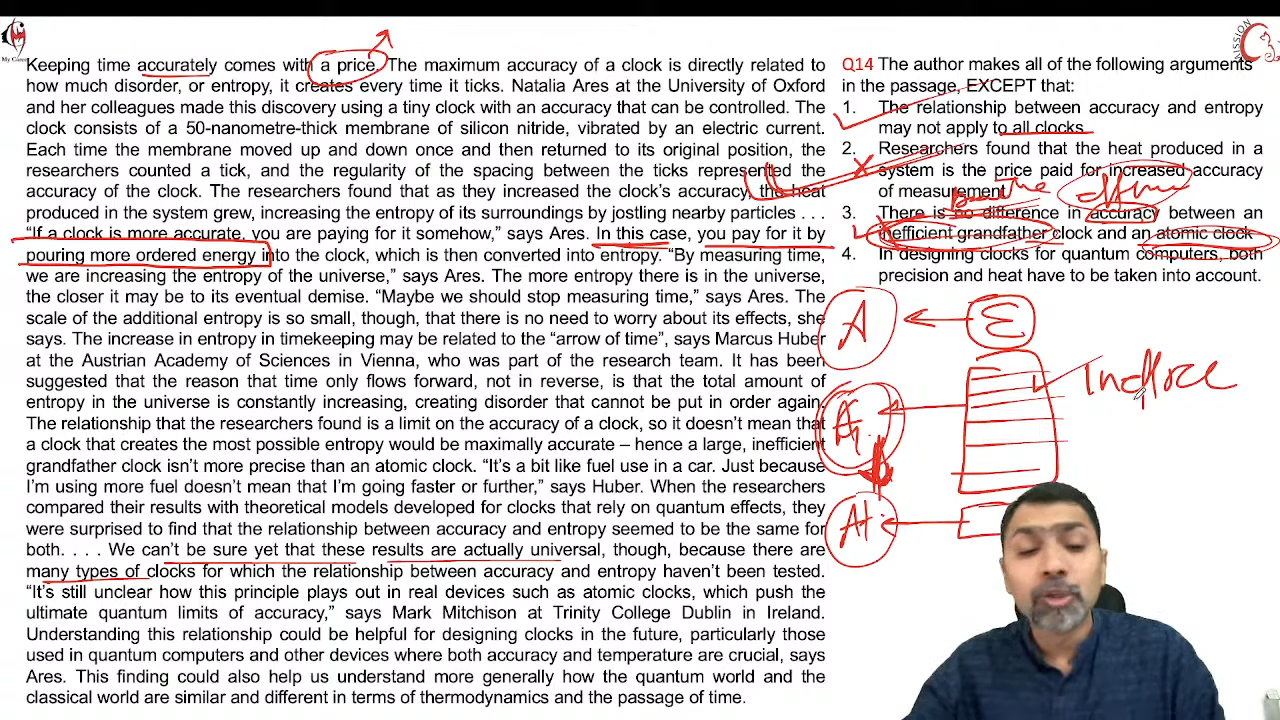 My Career
MISSION
Keeping time accurately comes with a price. The maximum accuracy of a clock is directly related to
how much disorder, or entropy, it creates every time it ticks. Natalia Ares at the University of Oxford
and her colleagues made this discovery using a tiny clock with an accuracy that can be controlled. The
clock consists of a 50-nanometre-thick membrane of silicon nitride, vibrated by an electric current.
Each time the membrane moved up and down once and then returned to its original position, the
researchers counted a tick, and the regularity of the spacing between the ticks represented the
accuracy of the clock. The researchers found that as they increased the clock's accuracy, the heat
produced in the system grew, increasing the entropy of its surroundings by jostling nearby particles . . .
“If a clock is more accurate, you are paying for it somehow,” says Ares. In this case, you pay for it by
pouring more ordered energy into the clock, which is then converted into entropy. “By measuring time,
we are increasing the entropy of the universe,” says Ares. The more entropy there is in the universe,
the closer it may be to its eventual demise. “Maybe we should stop measuring time,” says Ares. The
scale of the additional entropy is so small, though, that there is no need to worry about its effects, she
says. The increase in entropy in timekeeping may be related to the “arrow of time”, says Marcus Huber
at the Austrian Academy of Sciences in Vienna, who was part of the research team. It has been
suggested that the reason that time only flows forward, not in reverse, is that the total amount of
entropy in the universe is constantly increasing, creating disorder that cannot be put in order again.
The relationship that the researchers found is a limit on the accuracy of a clock, so it doesn't mean that
a clock that creates the most possible entropy would be maximally accurate – hence a large, inefficient
grandfather clock isn't more precise than an atomic clock. “It's a bit like fuel use in a car. Just because
I'm using more fuel doesn't mean that I'm going faster or further,” says Huber. When the researchers
compared their results with theoretical models developed for clocks that rely on quantum effects, they
were surprised to find that the relationship between accuracy and entropy seemed to be the same for
both. . . . We can't be sure yet that these results are actually universal, though, because there are
many types of clocks for which the relationship between accuracy and entropy haven't been tested.
“It's still unclear how this principle plays out in real devices such as atomic clocks, which push the
ultimate quantum limits of accuracy,” says Mark Mitchison at Trinity College Dublin in Ireland.
Understanding this relationship could be helpful for designing clocks in the future, particularly those
used in quantum computers and other devices where both accuracy and temperature are crucial, says
Ares. This finding could also help us understand more generally how the quantum world and the
classical world are similar and different in terms of thermodynamics and the passage of time.
Q14 The author makes all of the following arguments
in the passage, EXCEPT that:
1. The relationship between accuracy and entropy
may not apply to all clocks.
2. Researchers found that the heat produced in a
system is the price paid for increased accuracy
of measurement.
3. There is no difference in accuracy between an
inefficient grandfather clock and an atomic clock.
4. In designing clocks for quantum computers, both
precision and heat have to be taken into account.
A